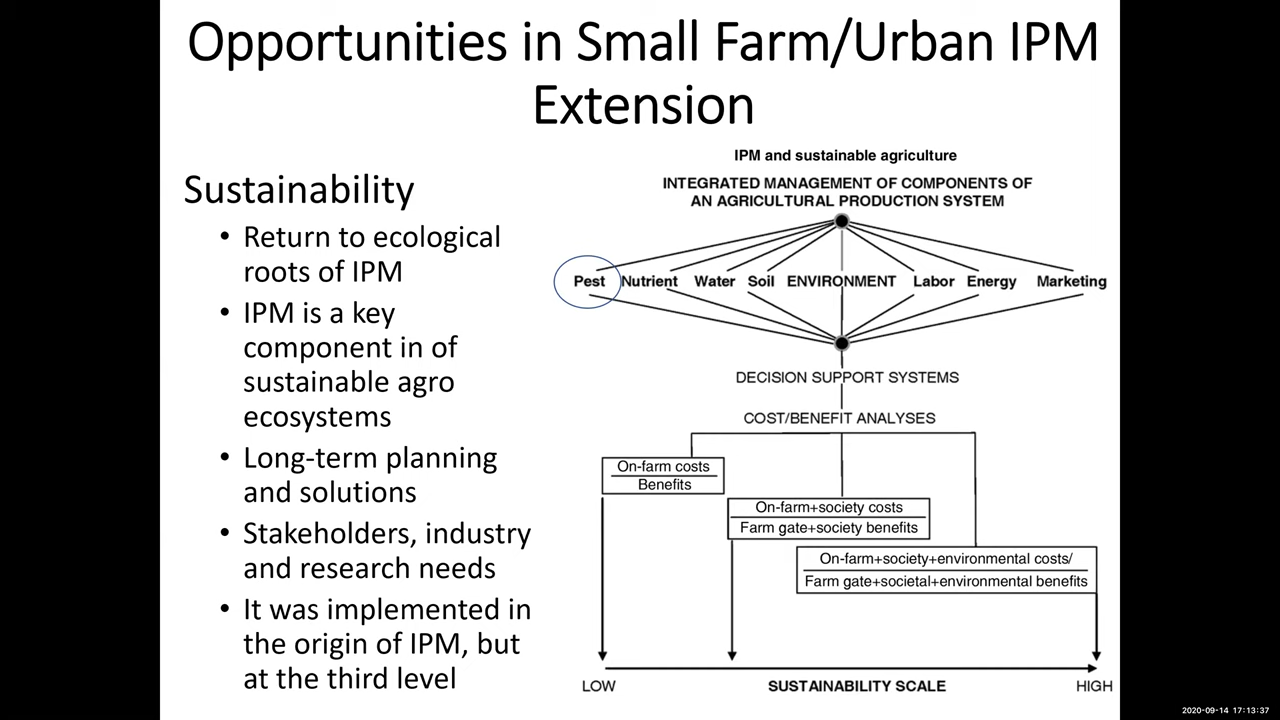 Opportunities in Small Farm/Urban IPM
Extension
Sustainability
• Return to ecological
roots of IPM
• IPM is a key
component in of
sustainable agro
ecosystems
• Long-term planning
and solutions
• Stakeholders, industry
and research needs
• It was implemented in
the origin of IPM, but
at the third level
IPM and sustainable agriculture
INTEGRATED MANAGEMENT OF COMPONENTS OF
AN AGRICULTURAL PRODUCTION SYSTEM
Pest Nutrient Water Soil ENVIRONMENT Labor Energy Marketing
DECISION SUPPORT SYSTEMS
COST/BENEFIT ANALYSES
On-farm costs
Benefits
On-farm+society costs
Farm gate+society benefits
On-farm+society+environmental costs/
Farm gate+societal+environmental benefits
LOW SUSTAINABILITY SCALE HIGH
2020-09-14 17:13:37